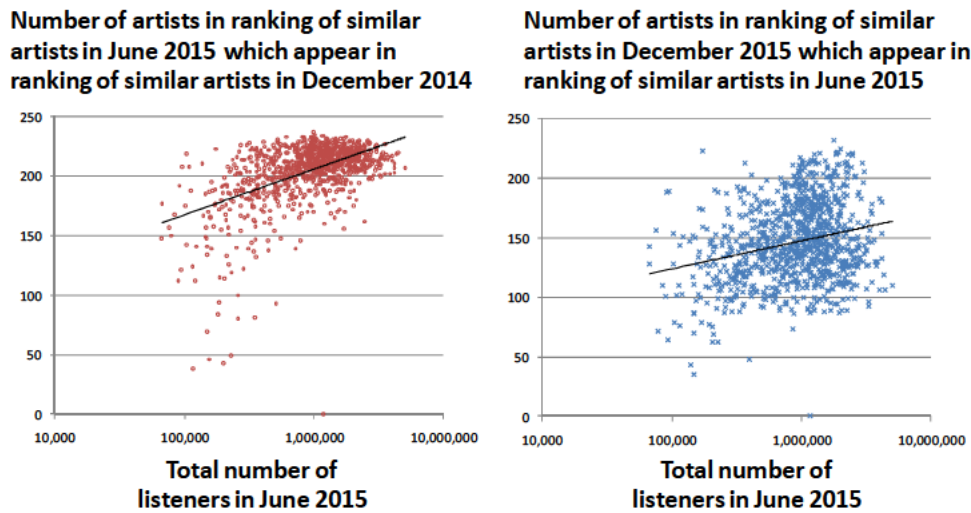 Number of artists in ranking of similar
artists in June 2015 which appear in
ranking of similar artists in December 2014
250
200
150
100
50
0
10,000 100,000 1,000,000 10,000,000
Total number of
listeners in June 2015
Number of artists in ranking of similar
artists in December 2015 which appear in
ranking of similar artists in June 2015
250
200
150
100
50
0
10,000 100,000 1,000,000 10,000,000
Total number of
listeners in June 2015